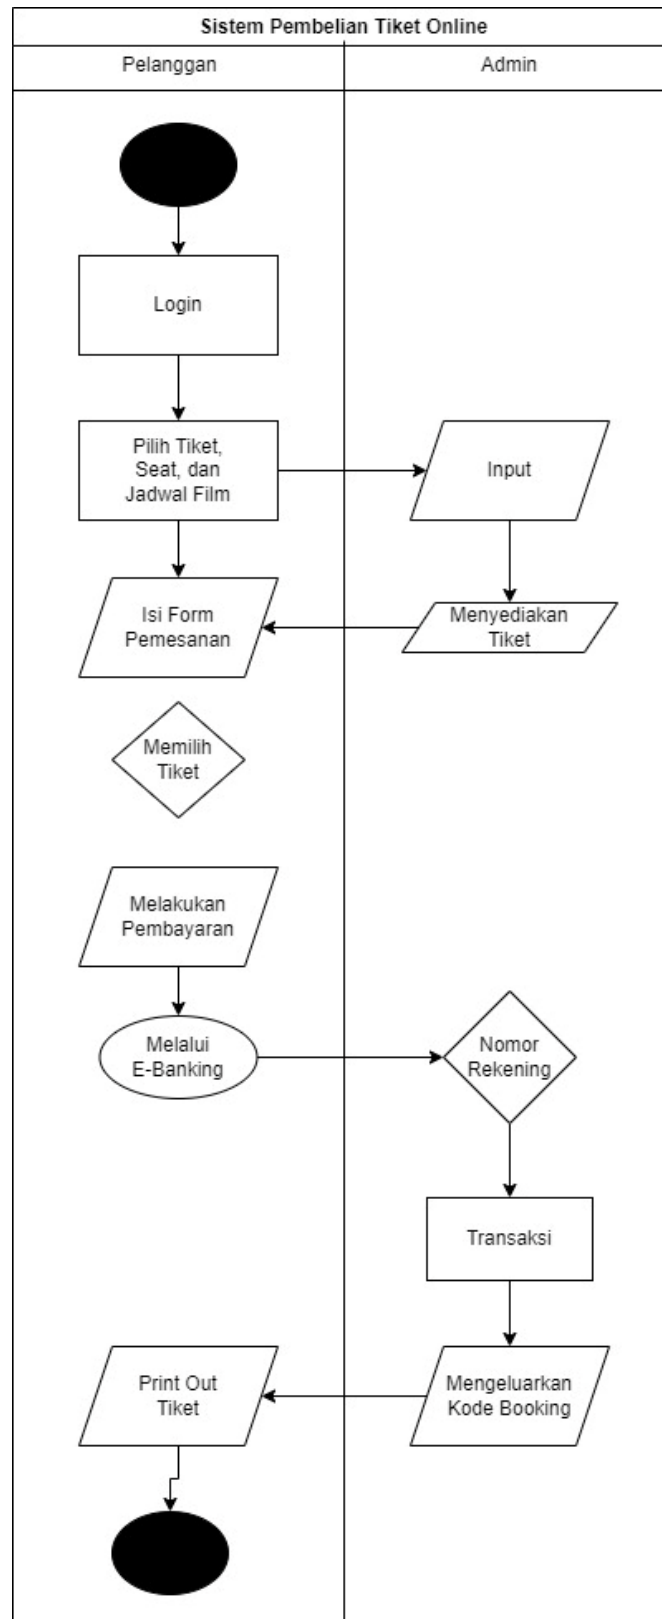 Sistem Pembelian Tiket Online
Pelanggan
Admin
Login
Pilih Tiket,
Seat, dan
Jadwal Film
Input
Isi Form
Pemesanan
Menyediakan
Tiket
Memilih
Tiket
Melakukan
Pembayaran
Melalui
E-Banking
Nomor
Rekening
Transaksi
Print Out
Tiket
Mengeluarkan
Kode Booking